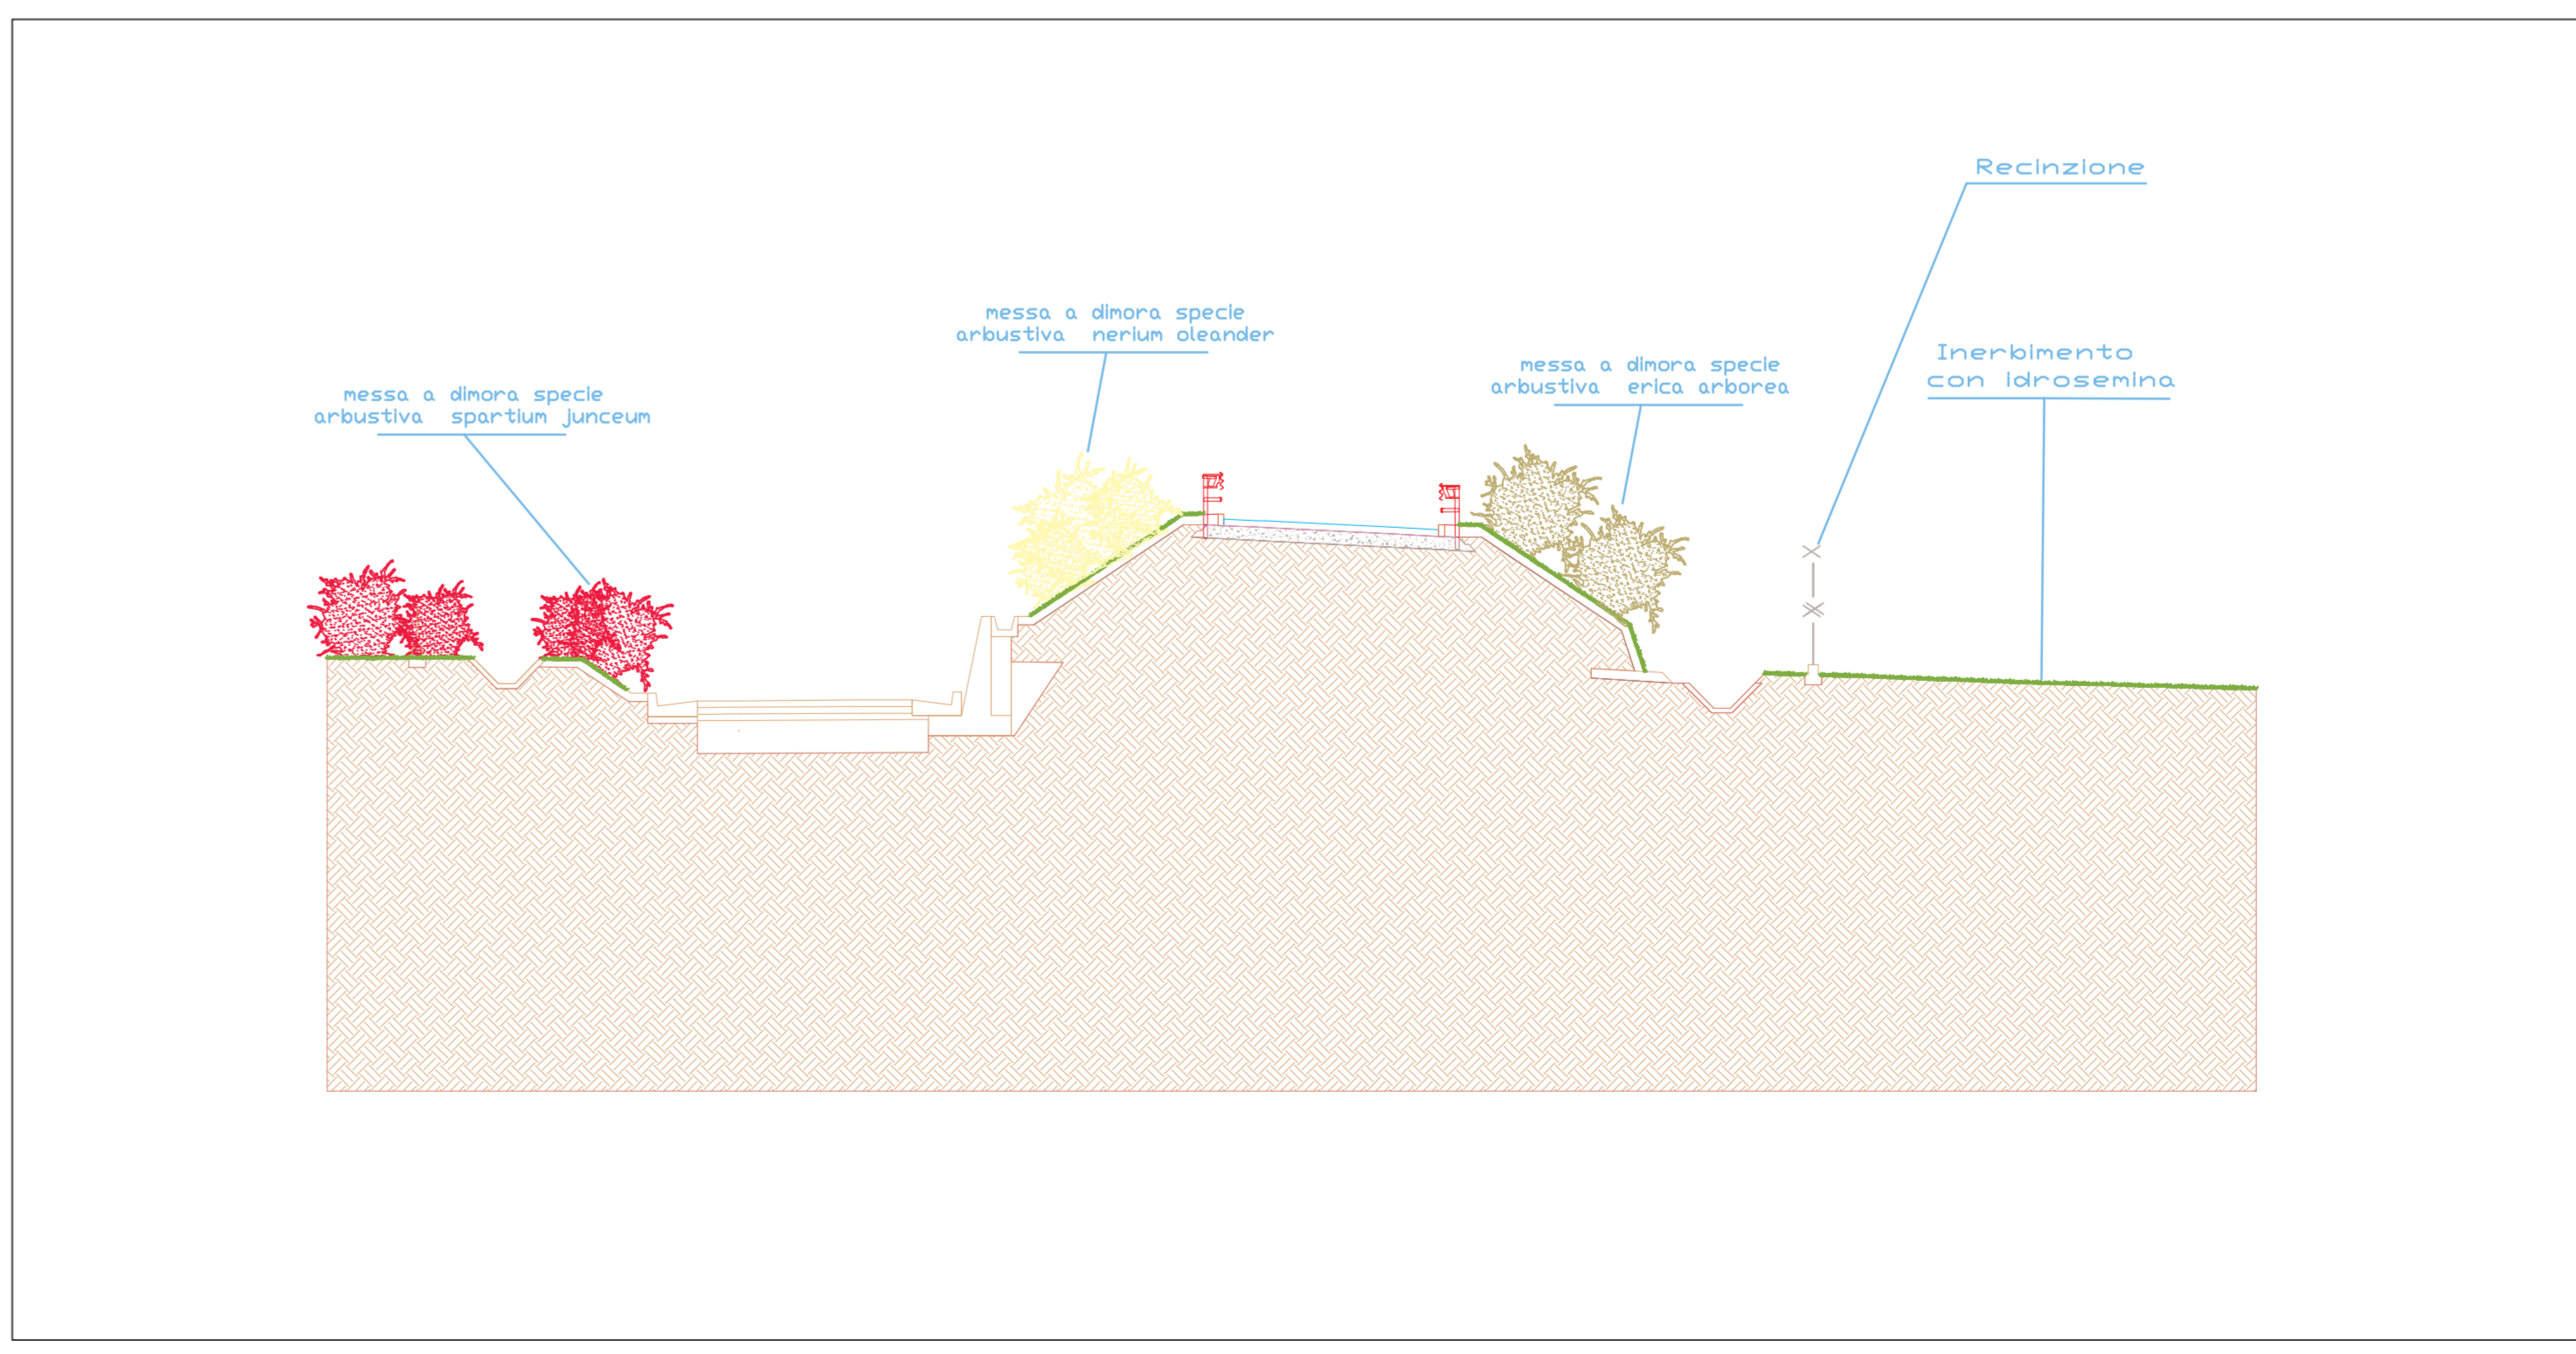 Recinzione
messa a dimora specie
arbustiva nerium oleander
Inerbimento
con idrosemina
messa a dimora specie
arbustiva erica arborea
messa a dimora specie
arbustiva spartium junceum